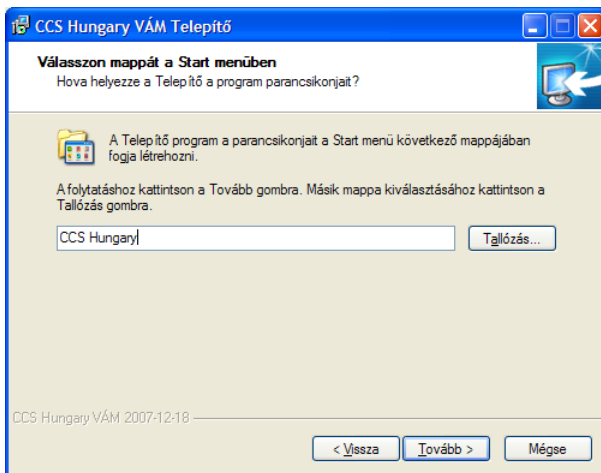 CCS Hungary VÁM Telepítő
Válasszon mappát a Start menüben
Hova helyezze a Telepítő a program parancsikonjait?
A Telepítő program a parancsikonjait a Start menü következő mappájában
fogja létrehozni.
A folytatáshoz kattintson a Tovább gombra. Másik mappa kiválasztásához kattintson a
Tallózás gombra.
CCS Hungary
Tallózás...
CCS Hungary VÁM 2007-12-18
< Vissza
Tovább >
Mégse